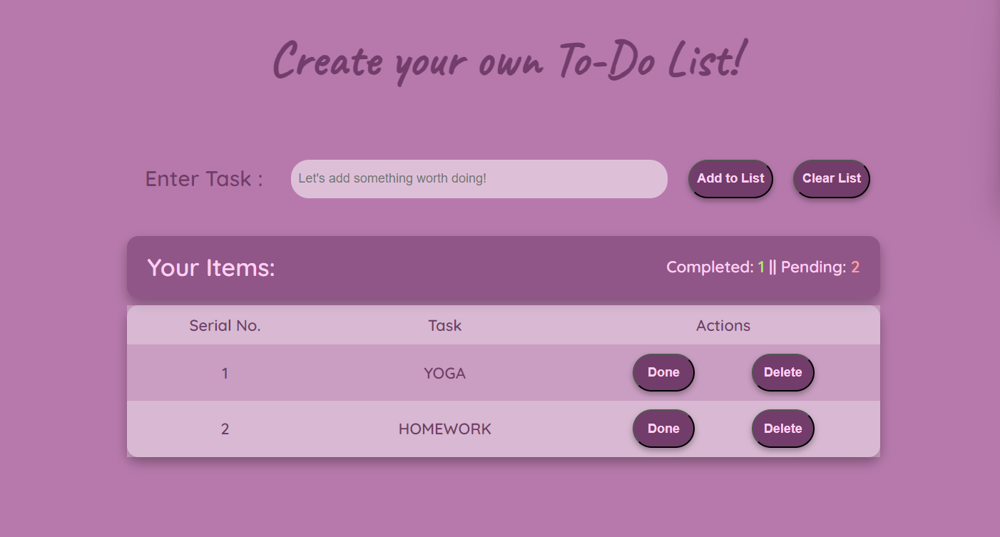 Create your own To-Do List!
Enter Task : Let's add something worth doing! Add to List Clear List
Your Items: Completed: 1 || Pending: 2
Serial No. Task Actions
1 YOGA Done Delete
2 HOMEWORK Done Delete